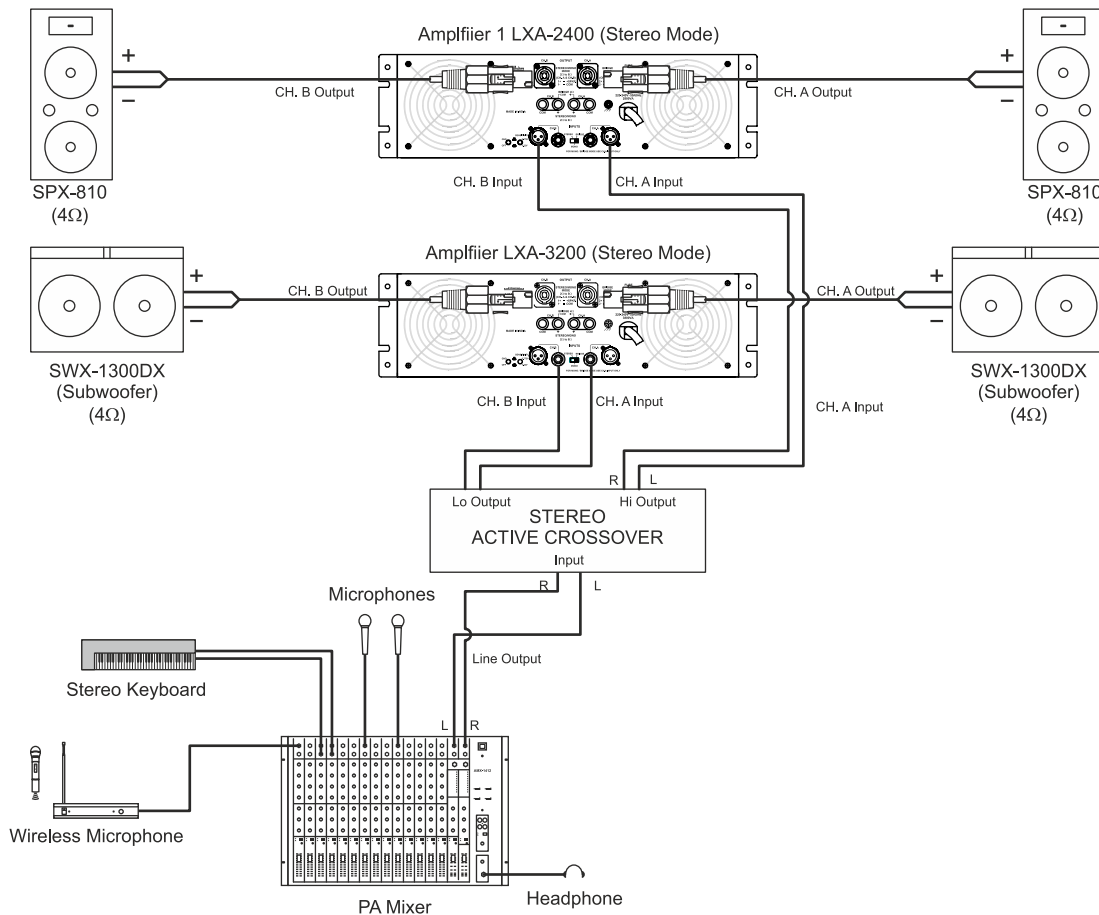 Amplfiier 1 LXA-2400 (Stereo Mode)
+
−
CH. B Output
CH. A Output
+
−
SPX-810
(4Ω)
SPX-810
(4Ω)
CH. B Input
CH. A Input
Amplfiier LXA-3200 (Stereo Mode)
+
−
CH. B Output
CH. A Output
+
−
SWX-1300DX
(Subwoofer)
(4Ω)
SWX-1300DX
(Subwoofer)
(4Ω)
CH. B Input
CH. A Input
CH. A Input
R
L
Lo Output
Hi Output
STEREO
ACTIVE CROSSOVER
Input
R
L
Microphones
Line Output
Stereo Keyboard
L
R
Wireless Microphone
Headphone
PA Mixer